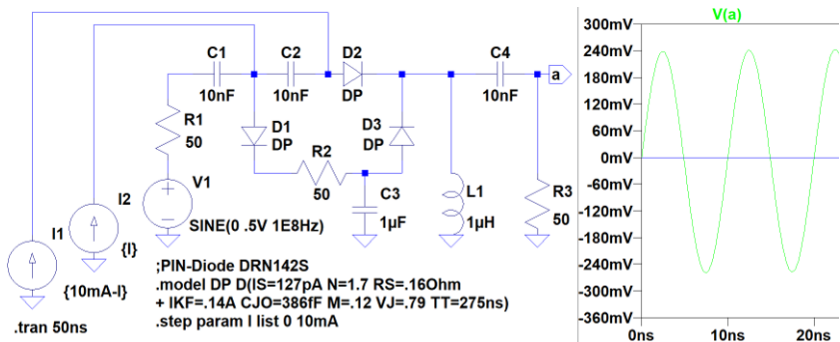 V(a)
300mV
240mV
180mV
120mV
60mV
0mV
-60mV
-120mV
-180mV
-240mV
-300mV
-360mV
0ns
10ns
20ns
C1
10nF
C2
10nF
D2
DP
C4
10nF
a
R1
50
D1
DP
R2
50
D3
DP
C3
1µF
L1
1µH
R3
50
V1
SINE(0 .5V 1E8Hz)
I2
{I}
I1
{10mA-I}
.tran 50ns
;PIN-Diode DRN142S
.model DP D(IS=127pA N=1.7 RS=.16Ohm
+ IKF=.14A CJO=386fF M=.12 VJ=.79 TT=275ns)
.step param I list 0 10mA